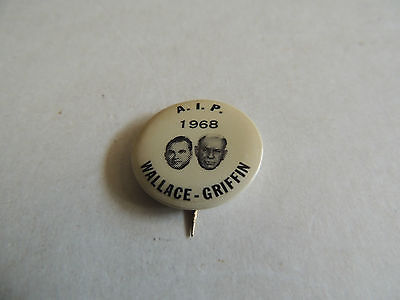 A. I. P.
1968
WALLACE - GRIFFIN